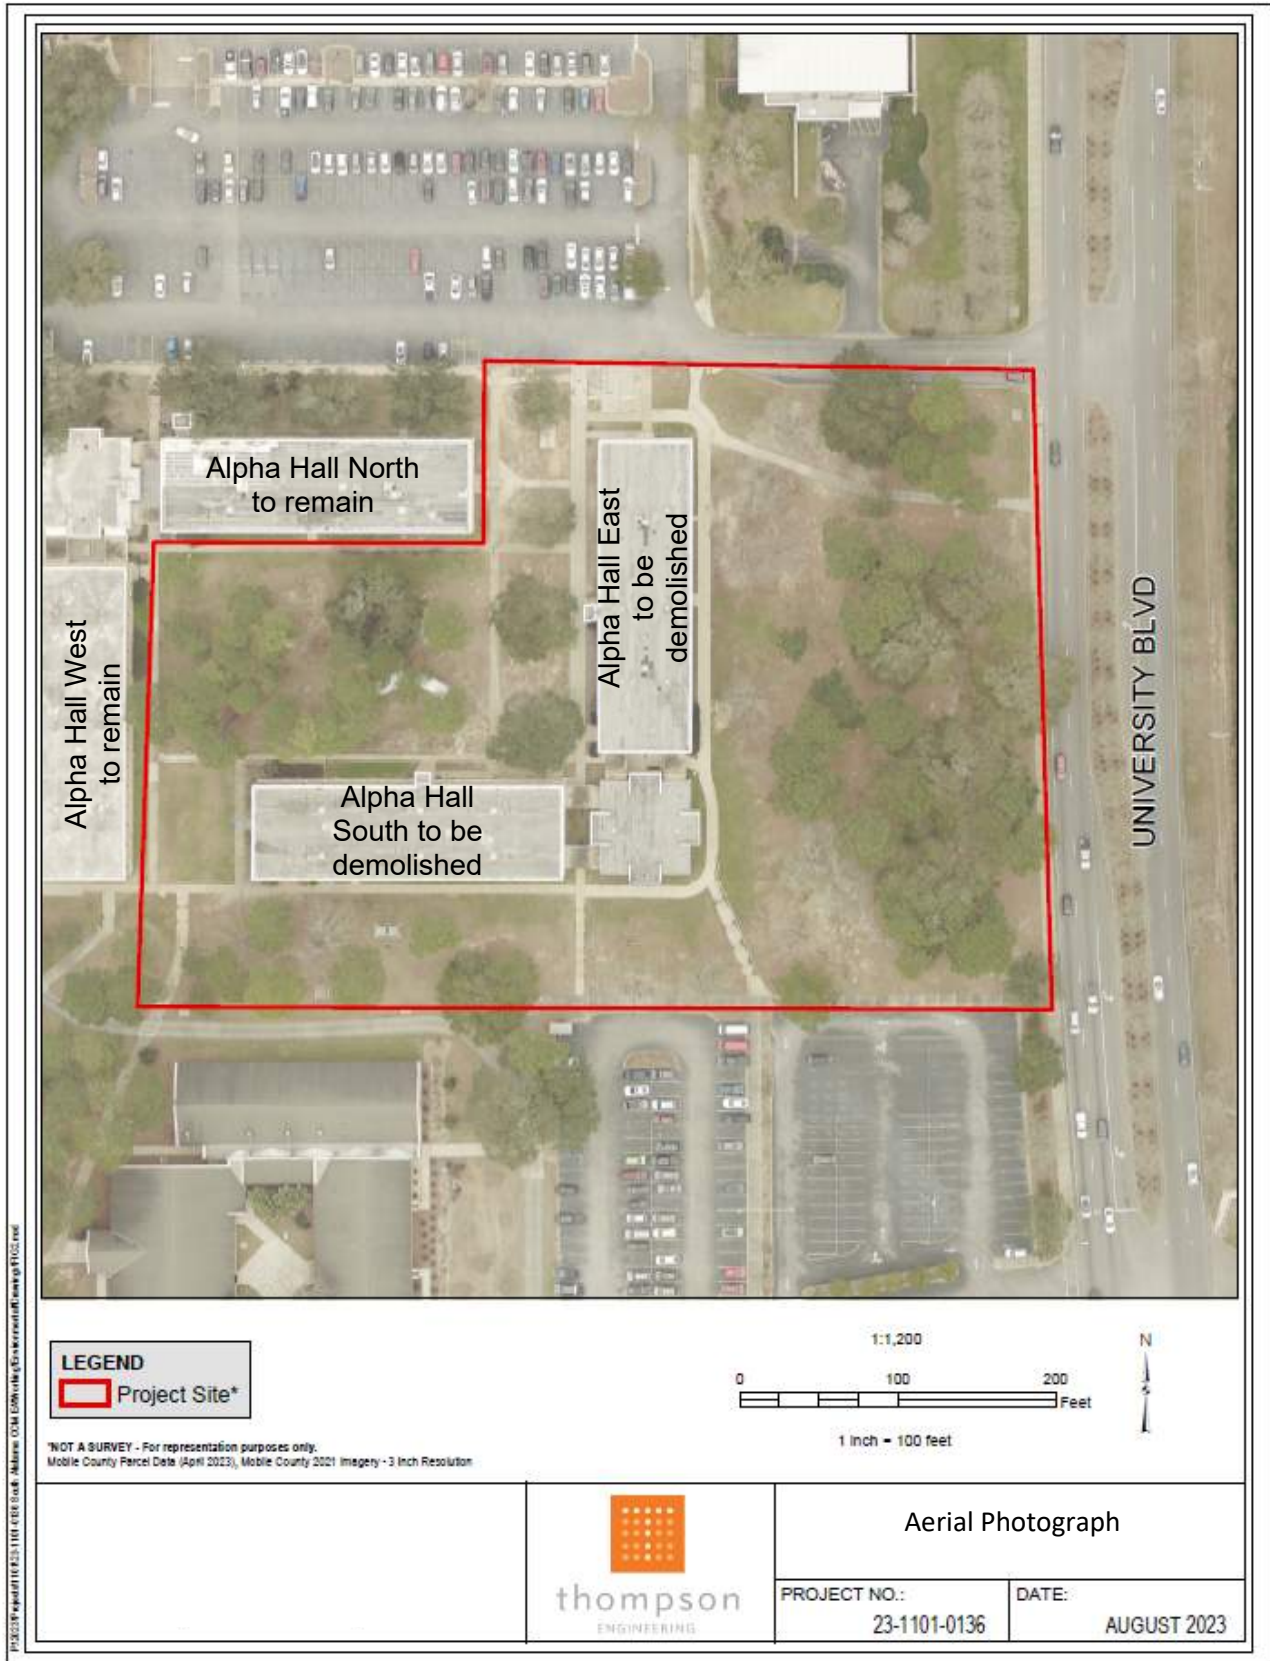 Alpha Hall North
to remain
Alpha Hall East
to be
demolished
Alpha Hall West
to remain
Alpha Hall
South to be
demolished
UNIVERSITY BLVD
LEGEND
Project Site*
*NOT A SURVEY - For representation purposes only.
Mobile County Parcel Data (April 2023), Mobile County 2021 Imagery - 3 Inch Resolution
1:1,200
0 100 200
Feet
1 inch = 100 feet
N
thompson
ENGINEERING
Aerial Photograph
PROJECT NO.:
23-1101-0136
DATE:
AUGUST 2023